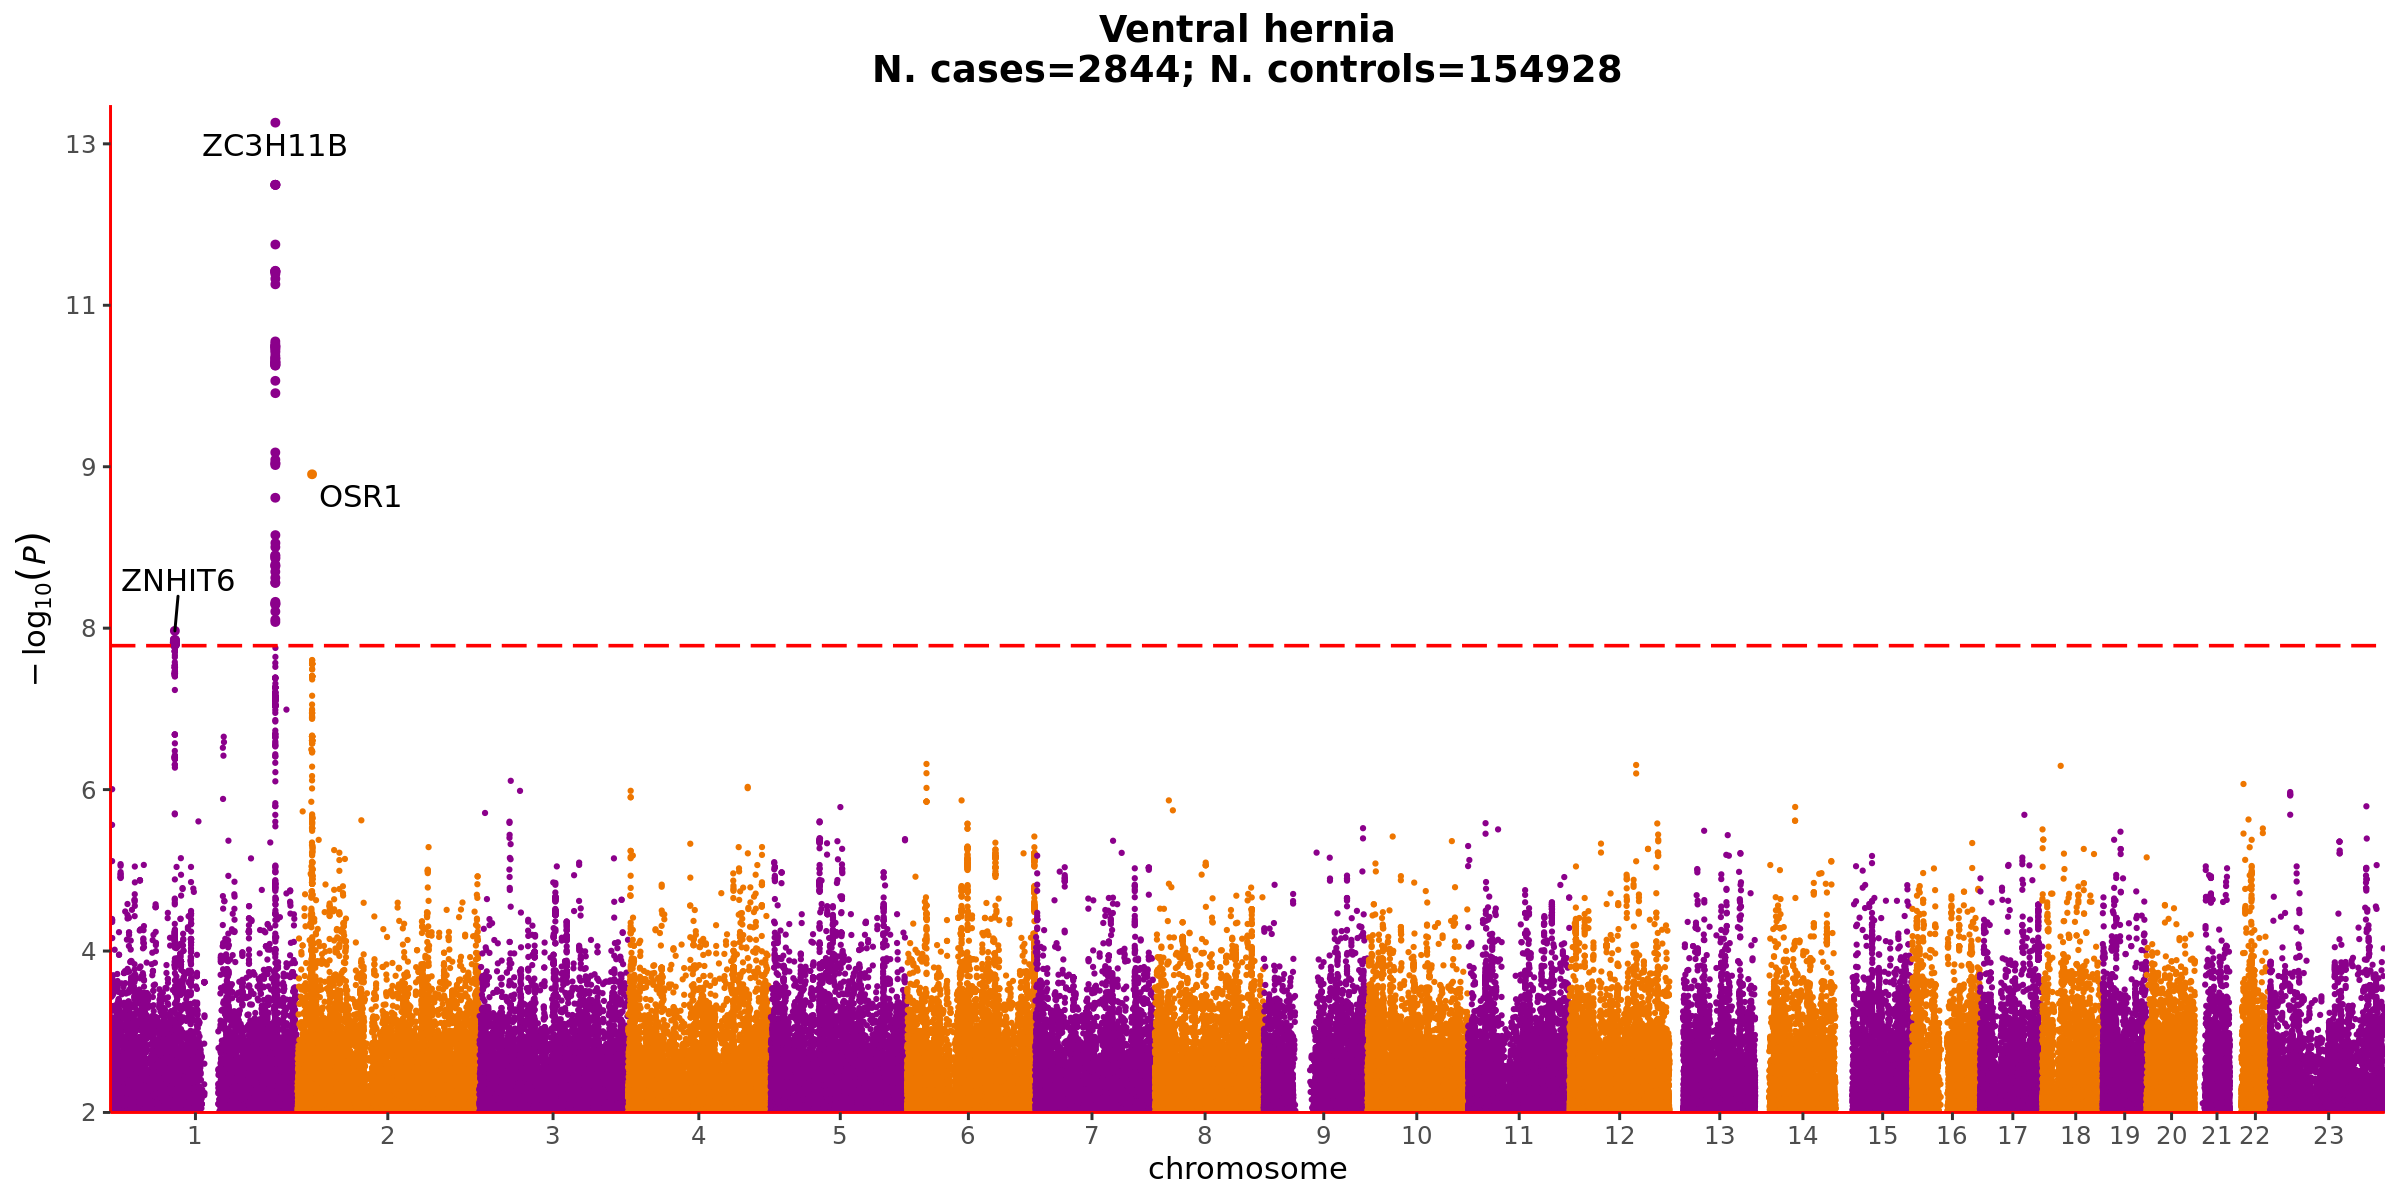 Ventral hernia
N. cases=2844; N. controls=154928
ZC3H11B
OSR1
ZNHIT6
−log₁₀(P)
13
11
9
8
6
4
2
1 2 3 4 5 6 7 8 9 10 11 12 13 14 15 16 17 18 19 20 21 22 23
chromosome